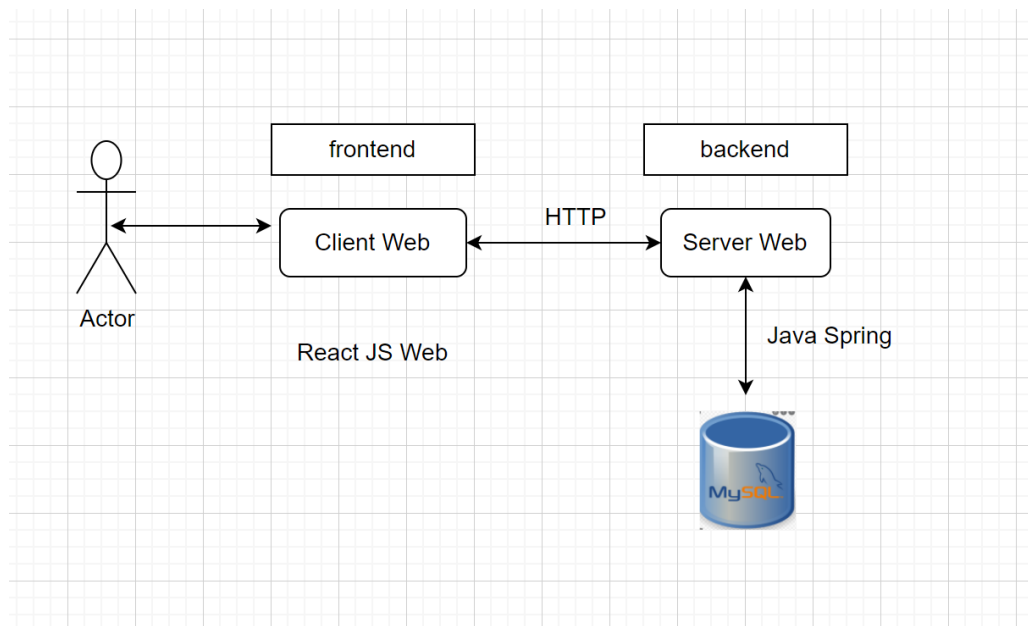 frontend
backend
HTTP
Client Web
Server Web
Actor
Java Spring
React JS Web
MySQL